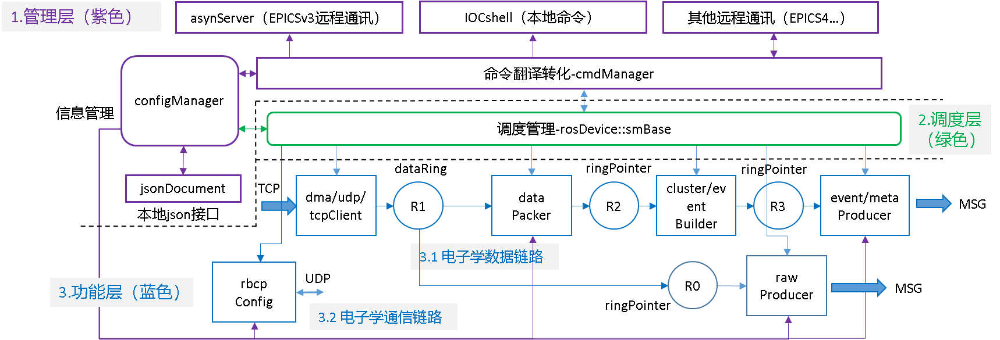 1.管理层（紫色）
asynServer（EPICSv3远程通讯）
IOCshell（本地命令）
其他远程通讯（EPICS4...）
命令翻译转化-cmdManager
configManager
信息管理
调度管理-rosDevice::smBase
2.调度层
（绿色）
jsonDocument
本地json接口
TCP
dma/udp/
tcpClient
dataRing
R1
data
Packer
ringPointer
R2
cluster/ev
ent
Builder
ringPointer
R3
event/meta
Producer
MSG
3.1 电子学数据链路
3.功能层（蓝色）
rbcp
Config
UDP
3.2 电子学通信链路
ringPointer
R0
raw
Producer
MSG